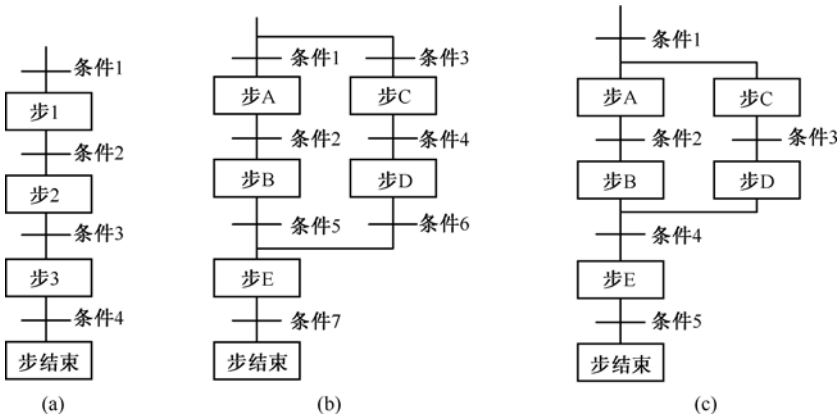 条件1
步1
条件2
步2
条件3
步3
条件4
步结束
(a)
条件1
条件3
步A
步C
条件2
条件4
步B
步D
条件5
条件6
步E
条件7
步结束
(b)
条件1
步A
步C
条件2
条件3
步B
步D
条件4
步E
条件5
步结束
(c)